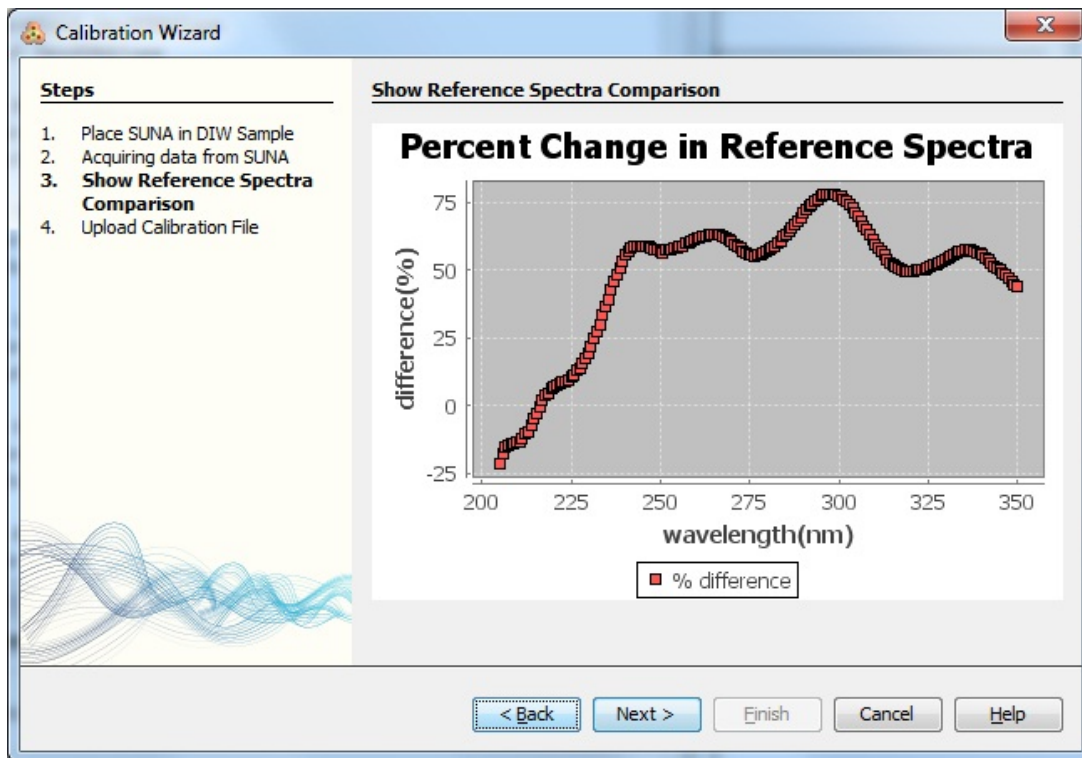 Calibration Wizard
X
Steps
1. Place SUNA in DIW Sample
2. Acquiring data from SUNA
3. Show Reference Spectra
Comparison
4. Upload Calibration File
Show Reference Spectra Comparison
Percent Change in Reference Spectra
difference(%)
75
50
25
0
-25
200 225 250 275 300 325 350
wavelength(nm)
% difference
< Back
Next >
Finish
Cancel
Help